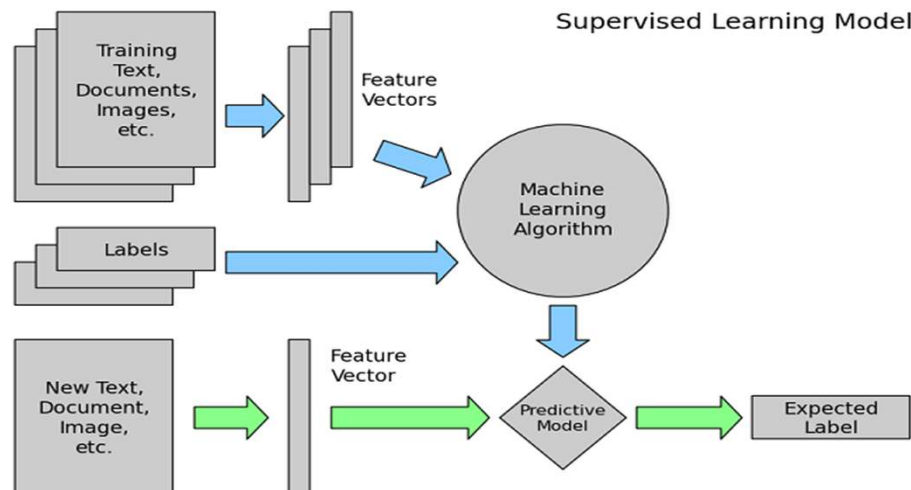 Supervised Learning Model
Training
Text,
Documents,
Images,
etc.
Feature
Vectors
Machine
Learning
Algorithm
Labels
New Text,
Document,
Image,
etc.
Feature
Vector
Predictive
Model
Expected
Label